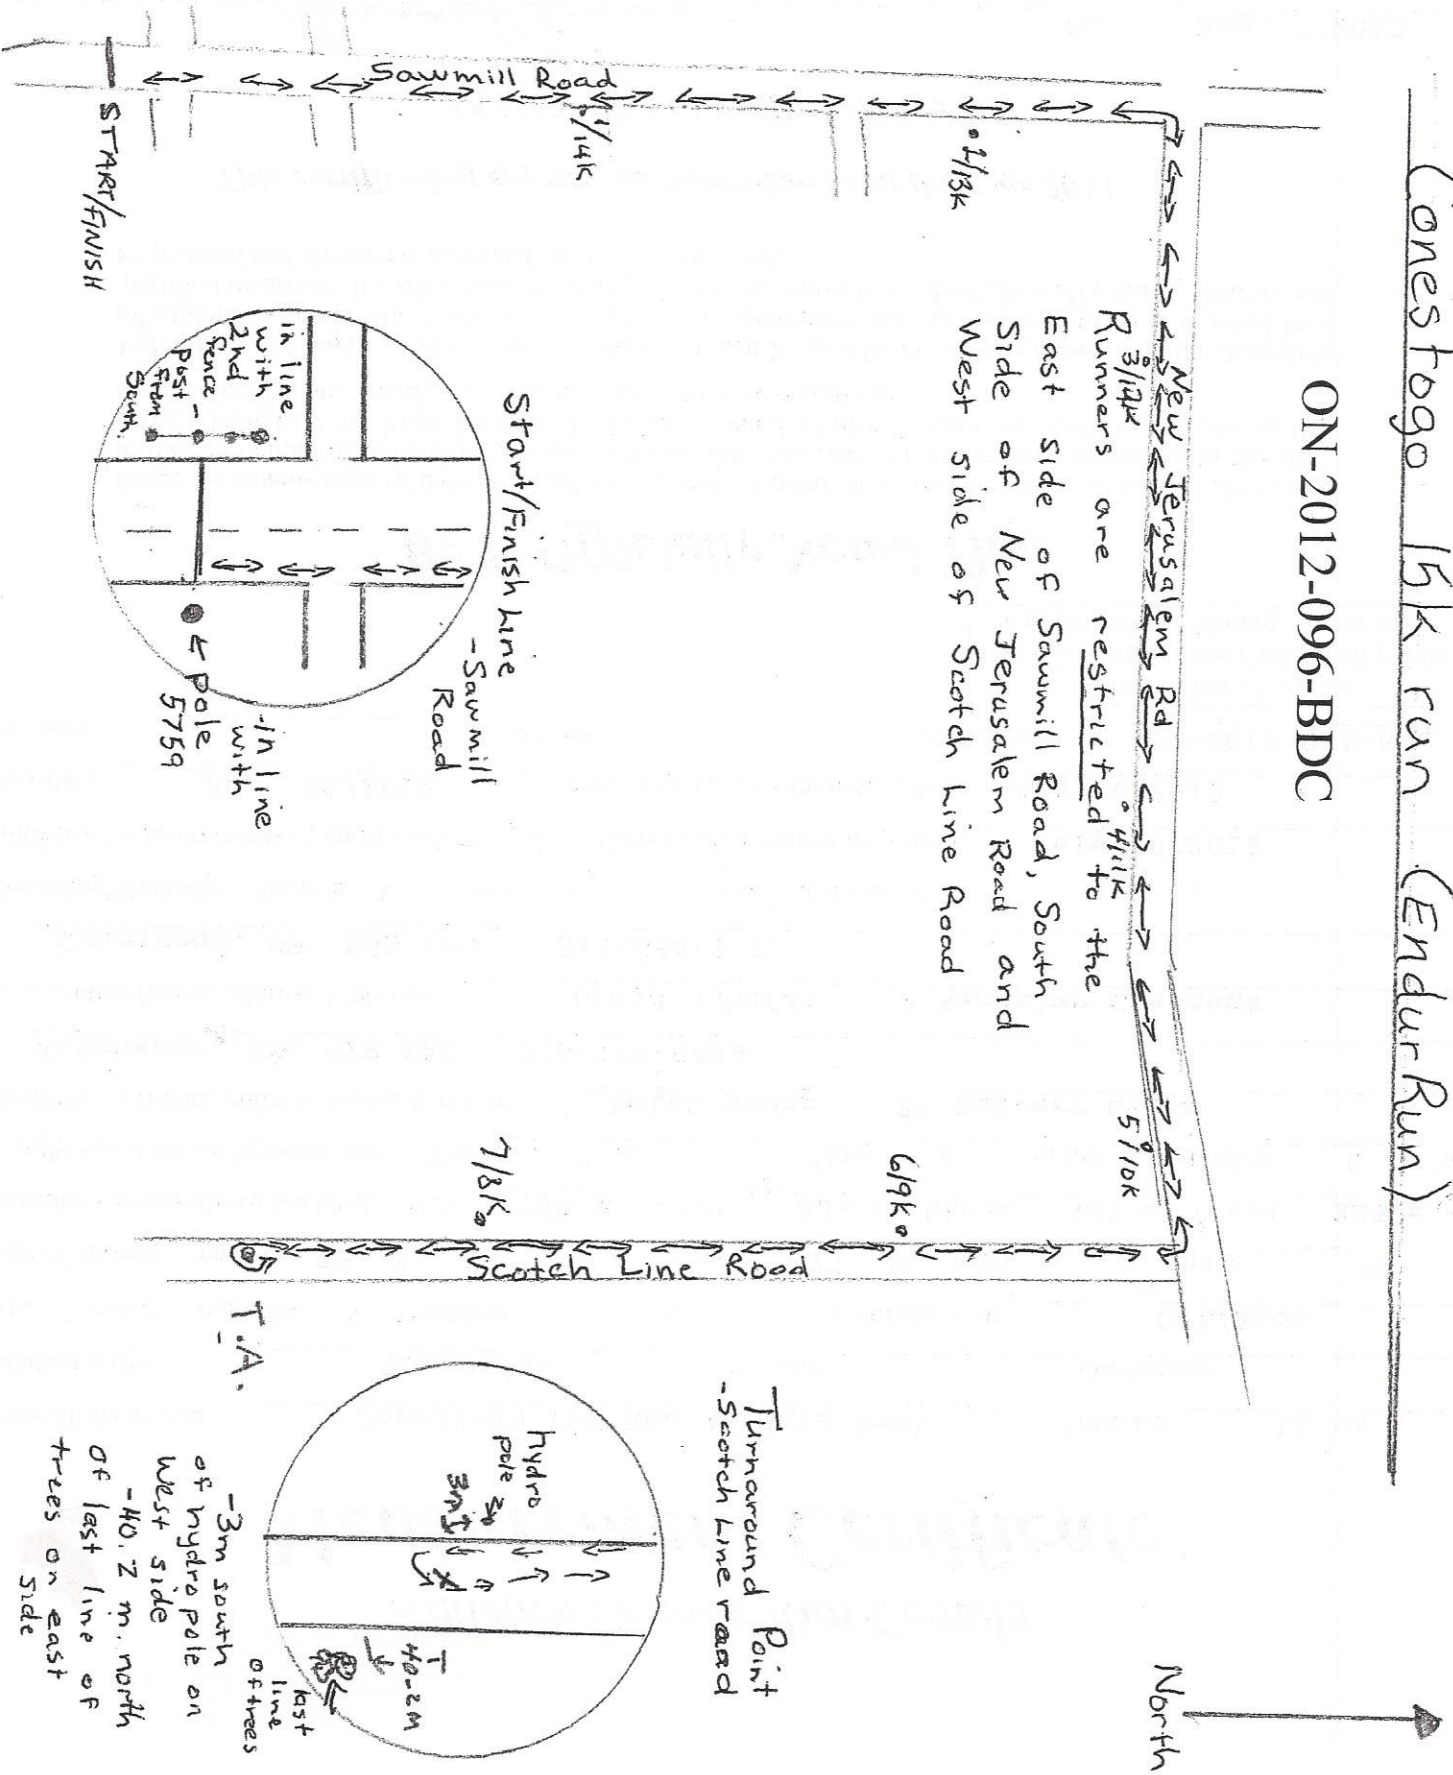 Conestogo 15k run (EndurRun)
ON-2012-096-BDC
North
Sawmill Road
START/FINISH
1/14k
2/13k
New Jerusalem Rd
3/12k
4/11k
5/10k
Runners are restricted to the
East side of Sawmill Road, South
Side of New Jerusalem Road and
West side of Scotch Line Road
6/9k
7/8k
Scotch Line Road
T.A.
Start/Finish Line
-Sawmill
Road
in line
with
2nd
fence
post -
from
South.
-in line
with
← pole
5759
Turnaround Point
-Scotch Line road
hydro
pole
3m
40.2M
last
line
of trees
-3m south
of hydro pole on
west side
-40.2 m. north
of last line of
trees on east
side